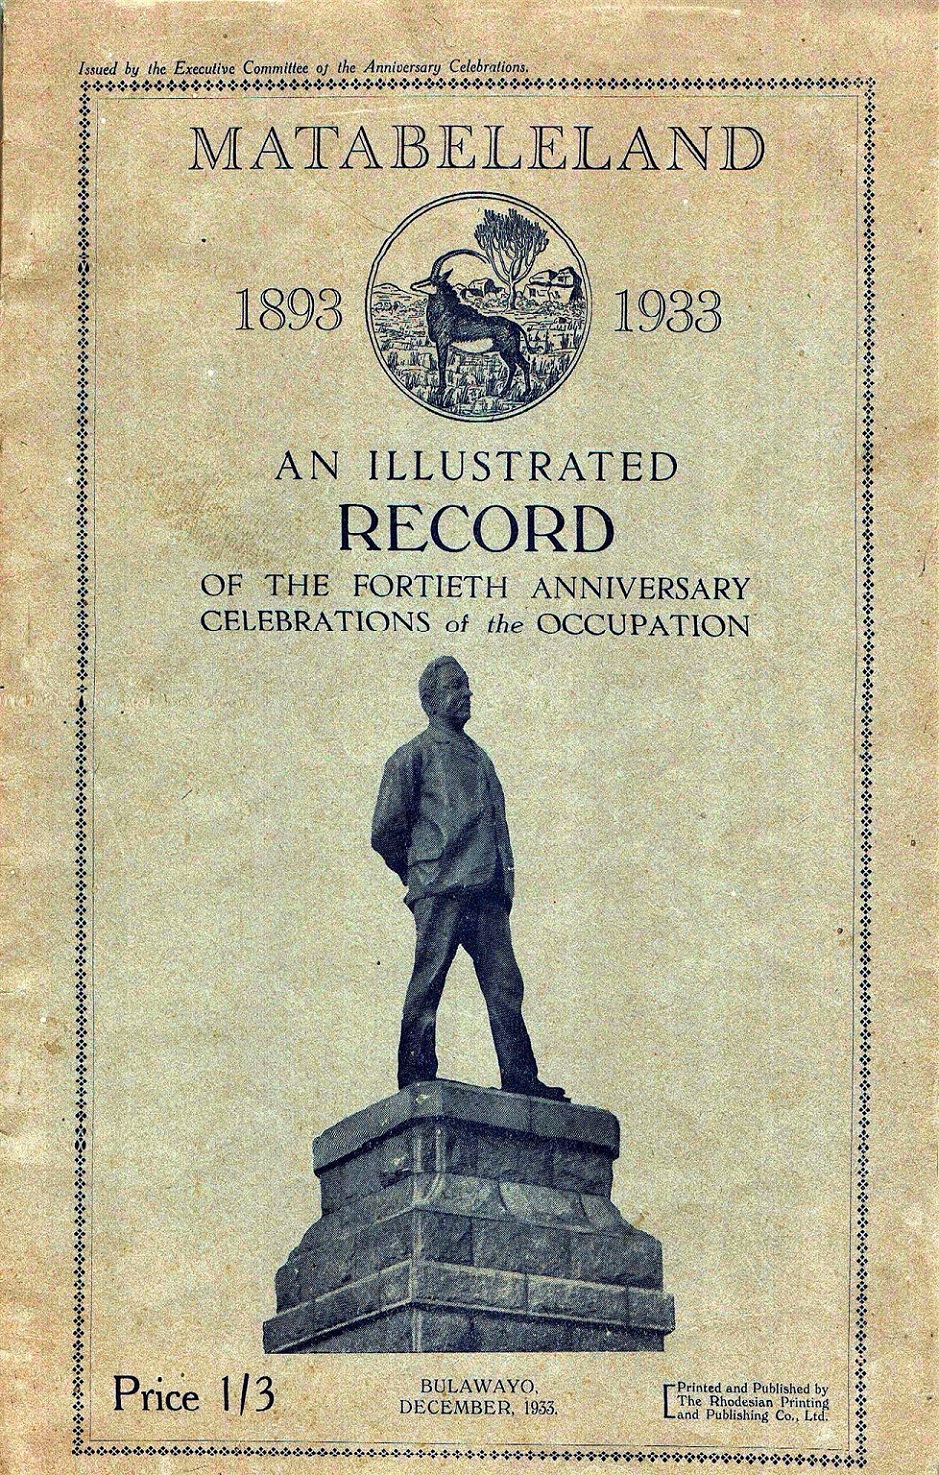 Issued by the Executive Committee of the Anniversary Celebrations.
MATABELELAND
1893 1933
AN ILLUSTRATED
RECORD
OF THE FORTIETH ANNIVERSARY
CELEBRATIONS of the OCCUPATION
Price 1/3
BULAWAYO,
DECEMBER, 1933.
[Printed and Published by
The Rhodesian Printing
and Publishing Co., Ltd.